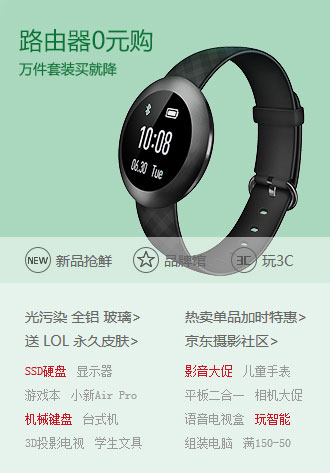 路由器0元购
万件套装买就降
10:08
06.30 Tue
NEW 新品抢鲜
品牌馆
3C 玩3C
光污染 全铝 玻璃>
送 LOL 永久皮肤>
SSD硬盘 显示器
游戏本 小新Air Pro
机械键盘 台式机
3D投影电视 学生文具
热卖单品加时特惠>
京东摄影社区>
影音大促 儿童手表
平板二合一 相机大促
语音电视盒 玩智能
组装电脑 满150-50